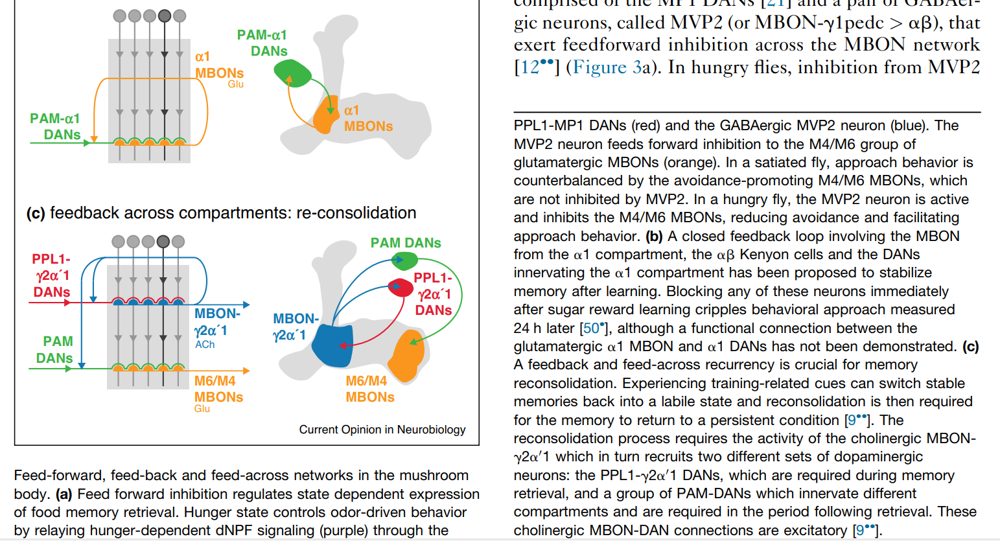 PAM-α1
DANs
α1
MBONs
Glu
PAM-α1
DANs
α1
MBONs
(c) feedback across compartments: re-consolidation
PPL1-
γ2α´1
DANs
PAM
DANs
MBON-
γ2α´1
ACh
M6/M4
MBONs
Glu
PAM DANs
PPL1-
γ2α´1
DANs
MBON-
γ2α´1
M6/M4
MBONs
Current Opinion in Neurobiology
Feed-forward, feed-back and feed-across networks in the mushroom
body. (a) Feed forward inhibition regulates state dependent expression
of food memory retrieval. Hunger state controls odor-driven behavior
by relaying hunger-dependent dNPF signaling (purple) through the
comprised of the MP1 DANs [21] and a pair of GABAer-
gic neurons, called MVP2 (or MBON-γ1pedc > αβ), that
exert feedforward inhibition across the MBON network
[12••] (Figure 3a). In hungry flies, inhibition from MVP2
PPL1-MP1 DANs (red) and the GABAergic MVP2 neuron (blue). The
MVP2 neuron feeds forward inhibition to the M4/M6 group of
glutamatergic MBONs (orange). In a satiated fly, approach behavior is
counterbalanced by the avoidance-promoting M4/M6 MBONs, which
are not inhibited by MVP2. In a hungry fly, the MVP2 neuron is active
and inhibits the M4/M6 MBONs, reducing avoidance and facilitating
approach behavior. (b) A closed feedback loop involving the MBON
from the α1 compartment, the αβ Kenyon cells and the DANs
innervating the α1 compartment has been proposed to stabilize
memory after learning. Blocking any of these neurons immediately
after sugar reward learning cripples behavioral approach measured
24 h later [50•], although a functional connection between the
glutamatergic α1 MBON and α1 DANs has not been demonstrated. (c)
A feedback and feed-across recurrency is crucial for memory
reconsolidation. Experiencing training-related cues can switch stable
memories back into a labile state and reconsolidation is then required
for the memory to return to a persistent condition [9••]. The
reconsolidation process requires the activity of the cholinergic MBON-
γ2α′1 which in turn recruits two different sets of dopaminergic
neurons: the PPL1-γ2α′1 DANs, which are required during memory
retrieval, and a group of PAM-DANs which innervate different
compartments and are required in the period following retrieval. These
cholinergic MBON-DAN connections are excitatory [9••].